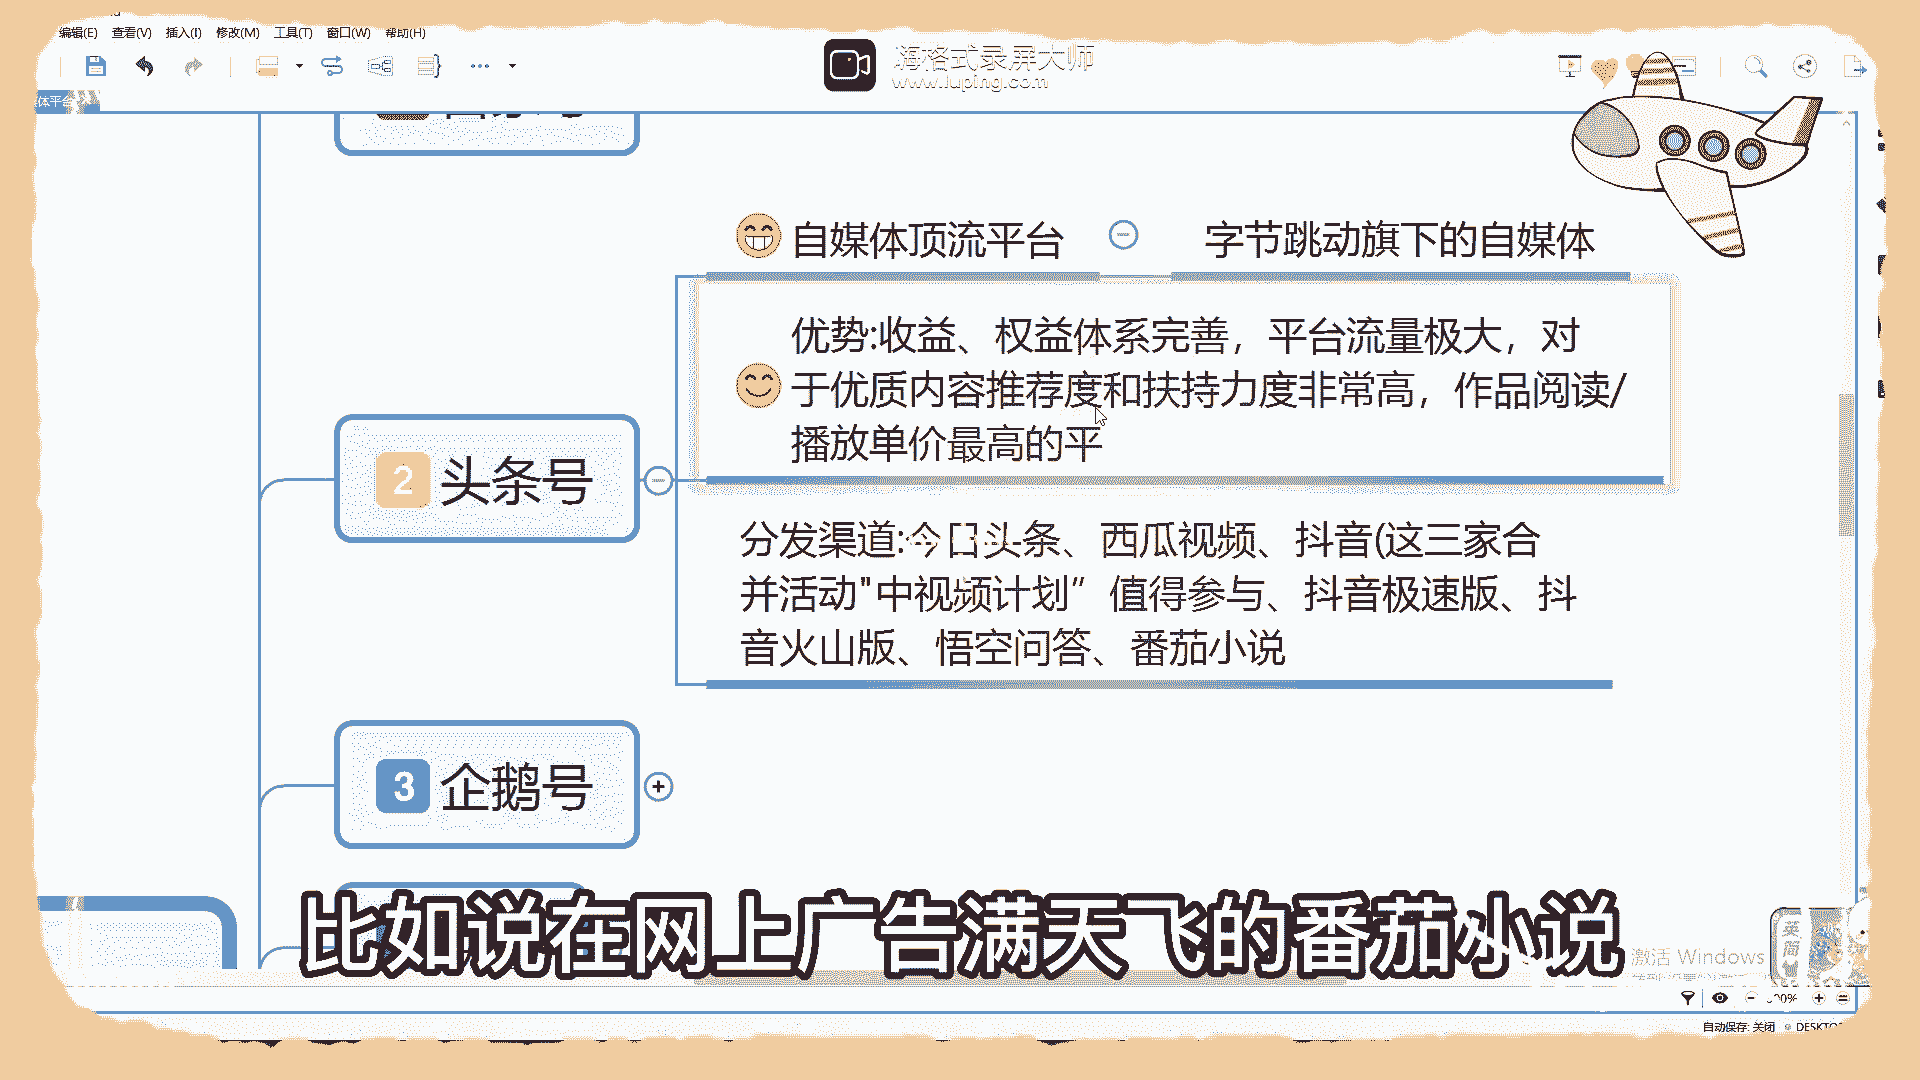 编辑(E) 查看(V) 插入(I) 修改(M) 工具(T) 窗口(W) 帮助(H)
嗨格式录屏大师
www.luping.com
体平台
自媒体顶流平台
字节跳动旗下的自媒体
优势:收益、权益体系完善，平台流量极大，对
于优质内容推荐度和扶持力度非常高，作品阅读/
播放单价最高的平
2 头条号
分发渠道:今日头条、西瓜视频、抖音(这三家合
并活动"中视频计划” 值得参与、抖音极速版、抖
音火山版、悟空问答、番茄小说
3 企鹅号
比如说在网上广告满天飞的番茄小说
激活 Windows
自动保存: 关闭